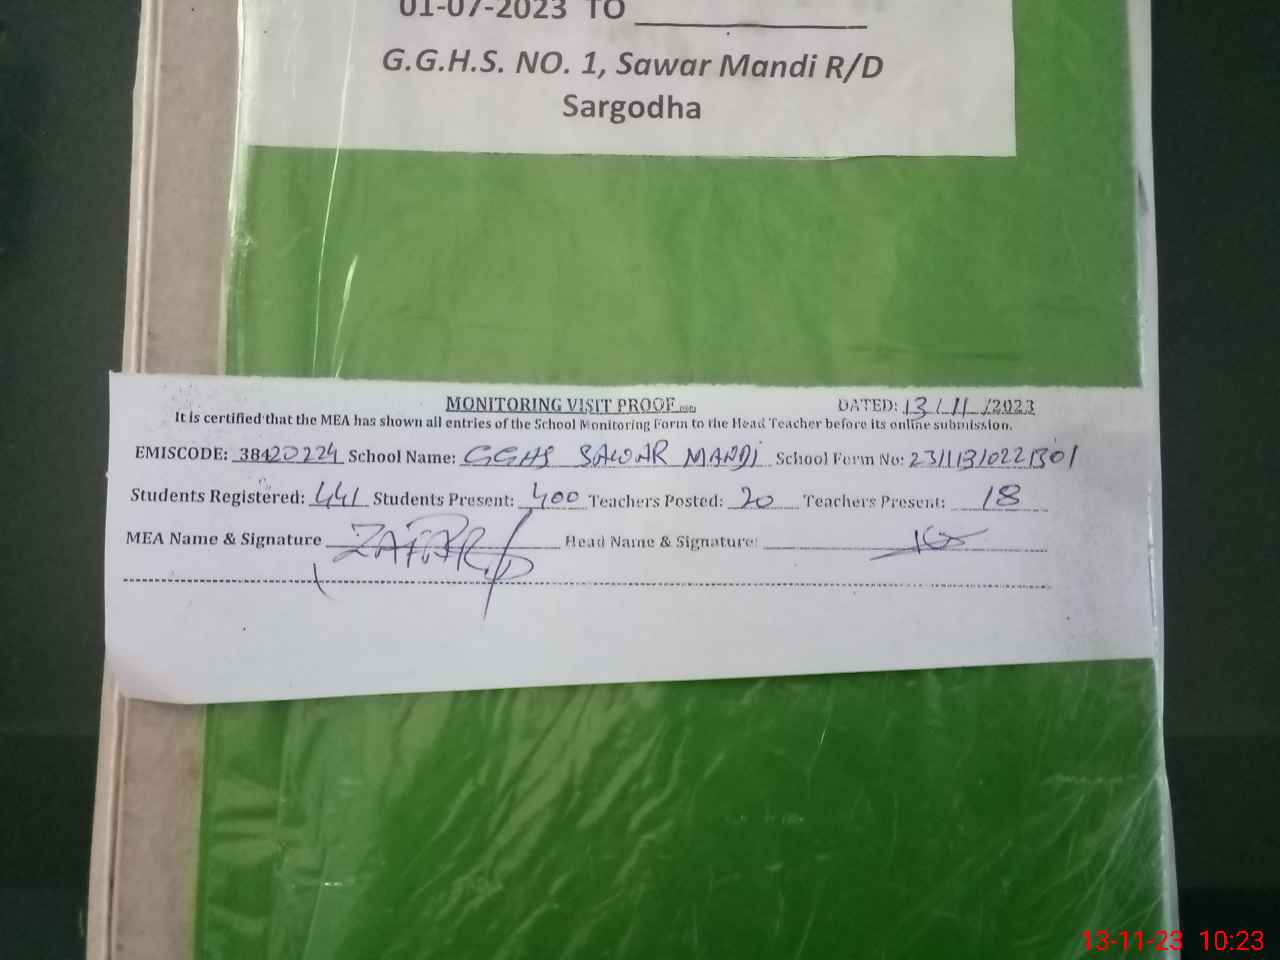 01-07-2023 TO
G.G.H.S. NO. 1, Sawar Mandi R/D
Sargodha
MONITORING VISIT PROOF DATED: 13/11/2023
It is certified that the MEA has shown all entries of the School Monitoring Form to the Head Teacher before its online submission.
EMISCODE: 38420224 School Name: GGHS SAWAR MANDI School Form No: 23111310221301
Students Registered: 441 Students Present: 400 Teachers Posted: 20 Teachers Present: 18
MEA Name & Signature ZAFAR Head Name & Signature:
13-11-23 10:23